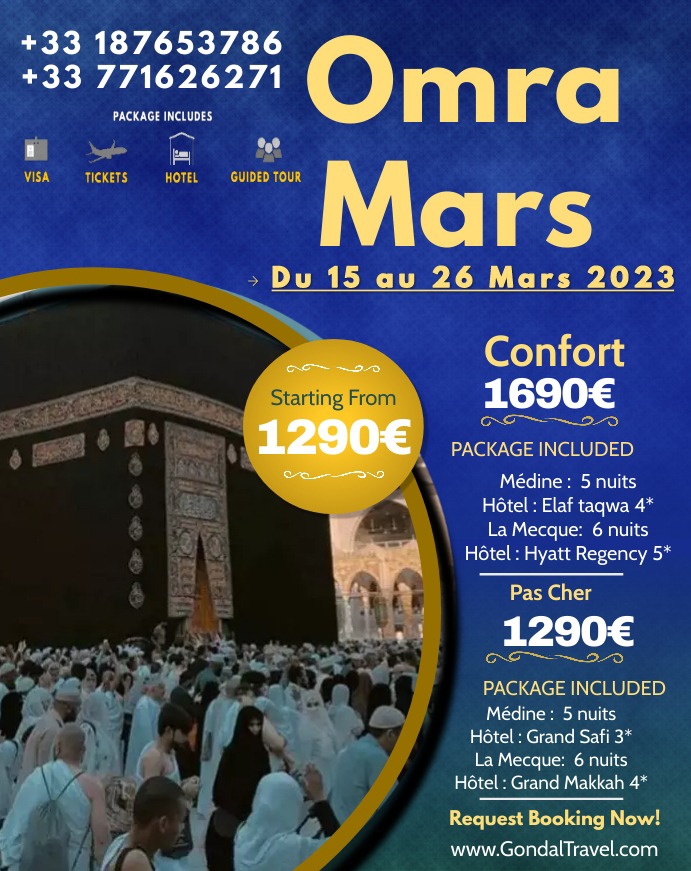 +33 187653786
+33 771626271
PACKAGE INCLUDES
VISA
TICKETS
HOTEL
GUIDED TOUR
Omra
Mars
Du 15 au 26 Mars 2023
Starting From
1290€
Confort
1690€
PACKAGE INCLUDED
Médine : 5 nuits
Hôtel : Elaf taqwa 4*
La Mecque: 6 nuits
Hôtel : Hyatt Regency 5*
Pas Cher
1290€
PACKAGE INCLUDED
Médine : 5 nuits
Hôtel : Grand Safi 3*
La Mecque: 6 nuits
Hôtel : Grand Makkah 4*
Request Booking Now!
www.GondalTravel.com